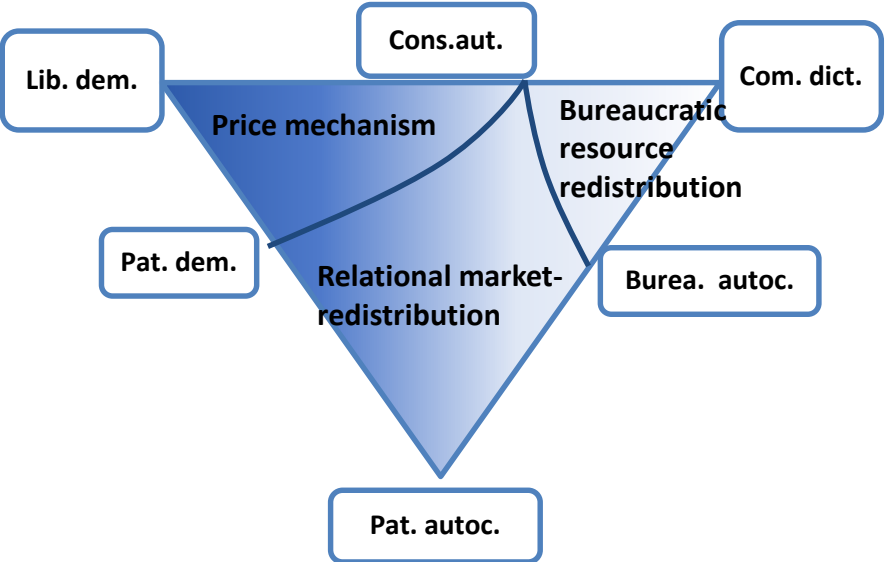 Cons.aut.
Lib. dem.
Com. dict.
Price mechanism
Bureaucratic
resource
redistribution
Pat. dem.
Relational market-
redistribution
Burea.  autoc.
Pat. autoc.